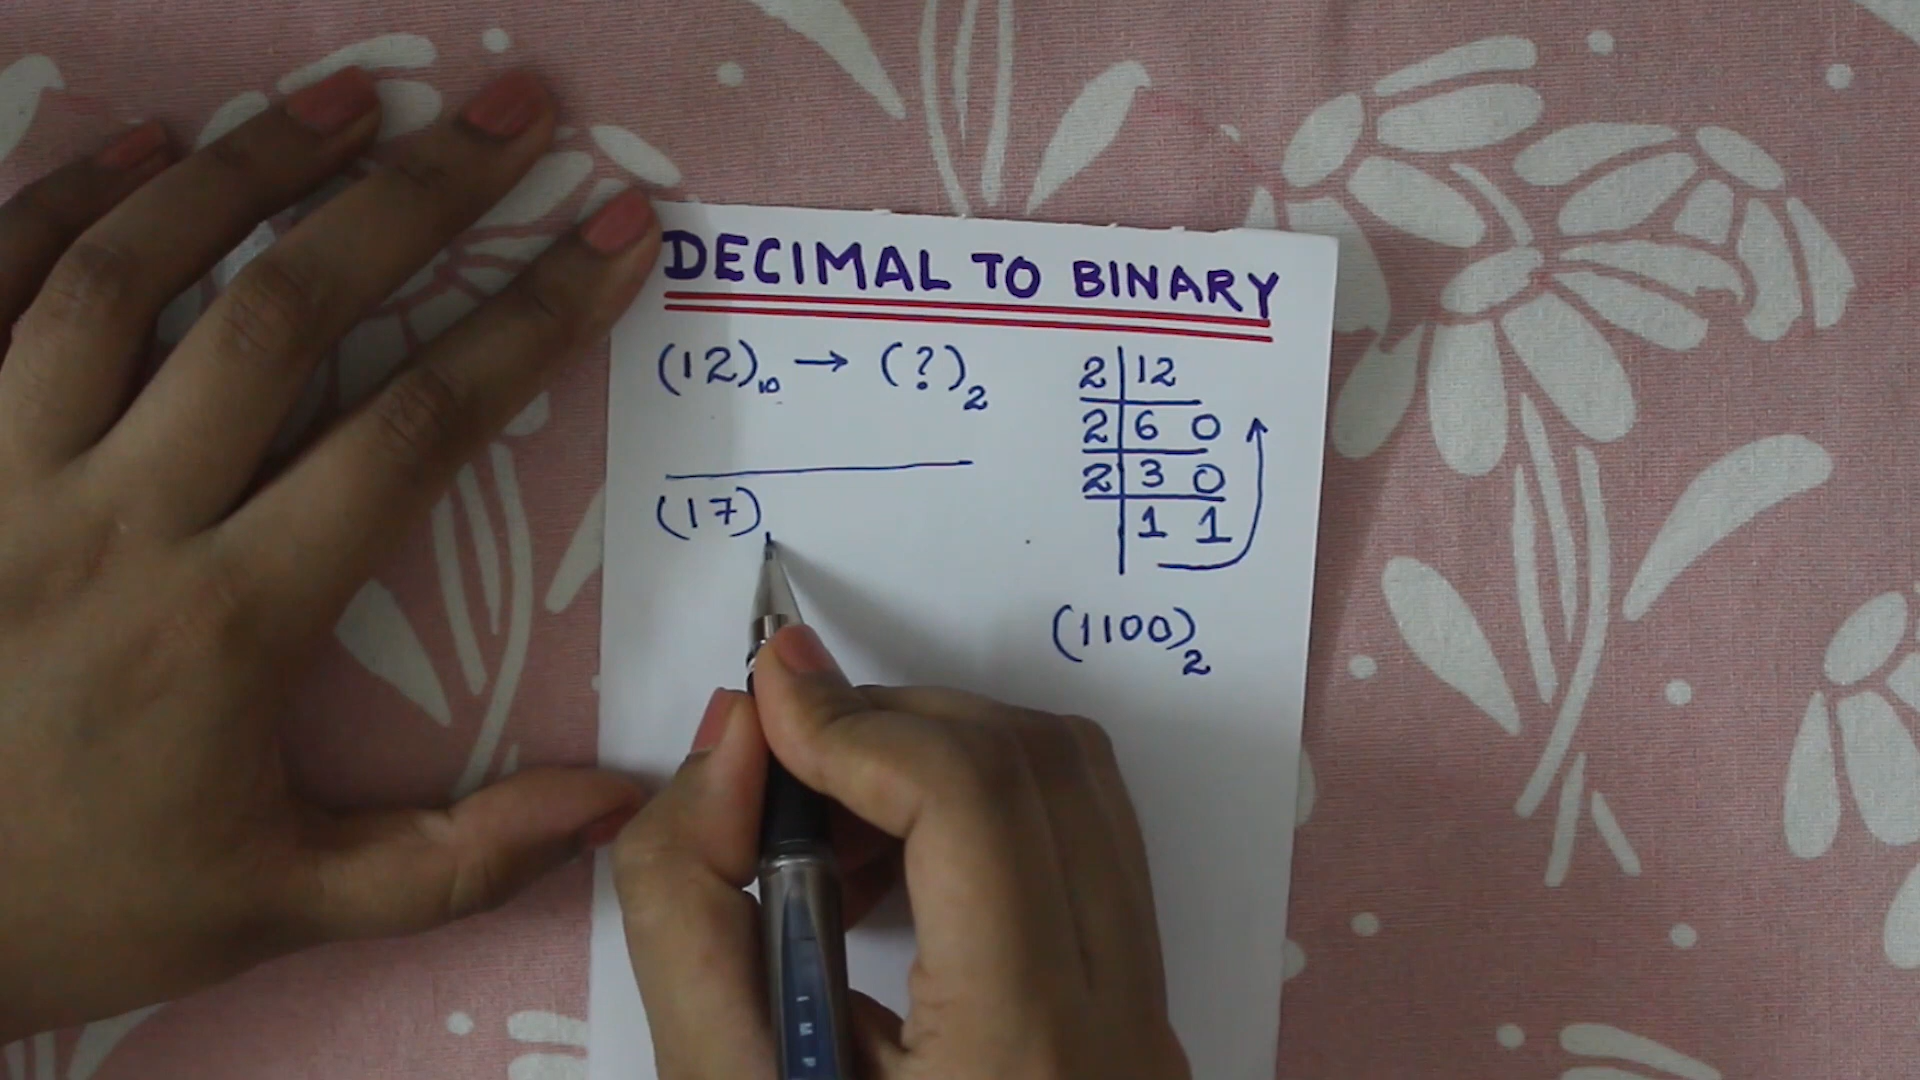 DECIMAL TO BINARY
(12)₁₀ → (?)₂
(17)
2 | 12
2 | 6 0
2 | 3 0
| 1 1
(1100)₂
IMP